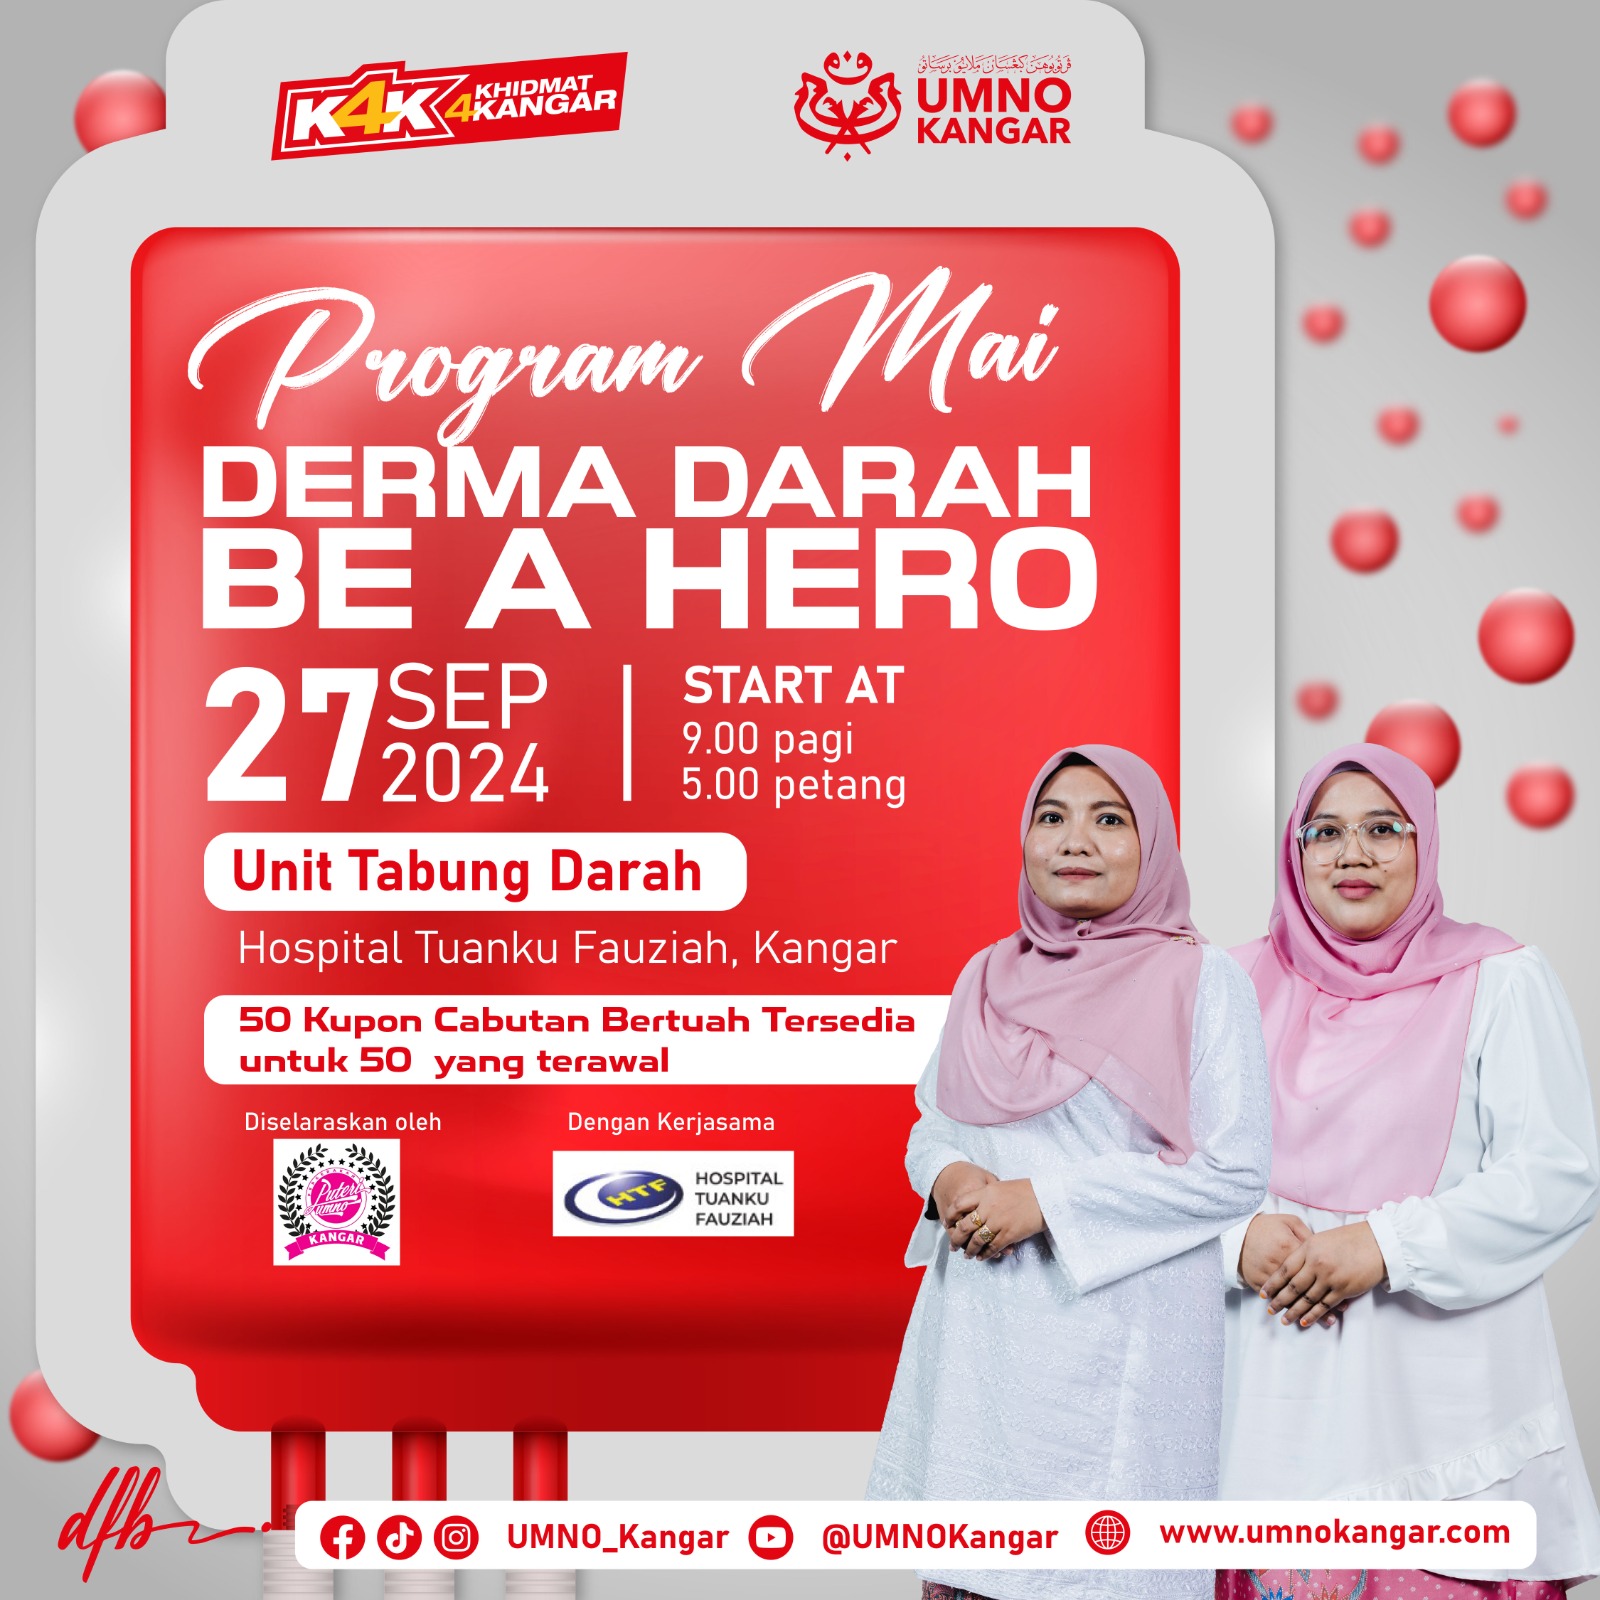 K4K 4 KHIDMAT KANGAR
UMNO
KANGAR
Program Mai
DERMA DARAH
BE A HERO
27 SEP 2024
START AT
9.00 pagi
5.00 petang
Unit Tabung Darah
Hospital Tuanku Fauziah, Kangar
50 Kupon Cabutan Bertuah Tersedia
untuk 50 yang terawal
Diselaraskan oleh
Dengan Kerjasama
Puteri
umno
KANGAR
HTF
HOSPITAL
TUANKU
FAUZIAH
dfb
UMNO_Kangar @UMNOKangar www.umnokangar.com